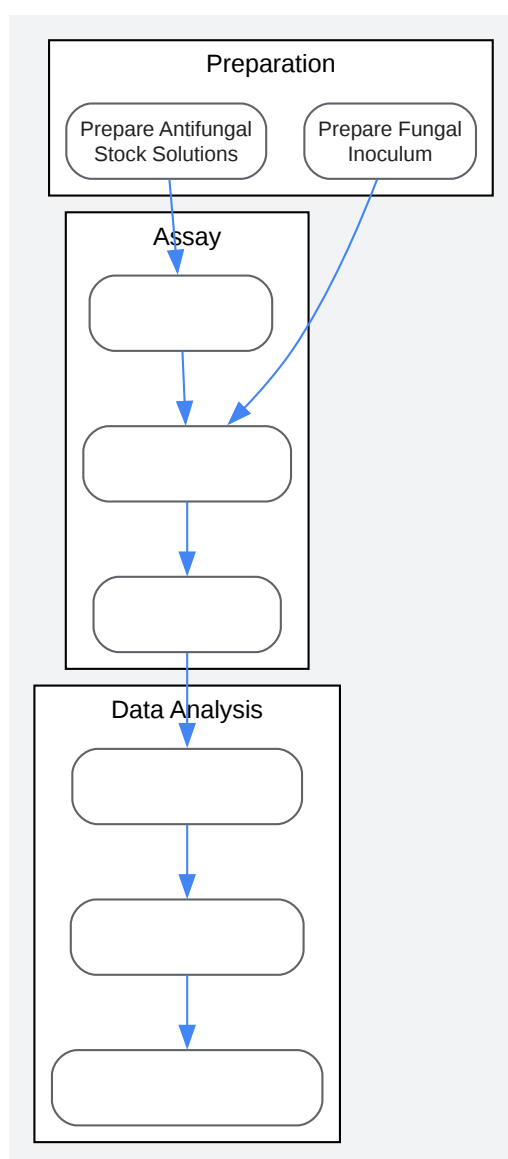 Preparation
Prepare Antifungal
Stock Solutions
Prepare Fungal
Inoculum
Assay
Data Analysis